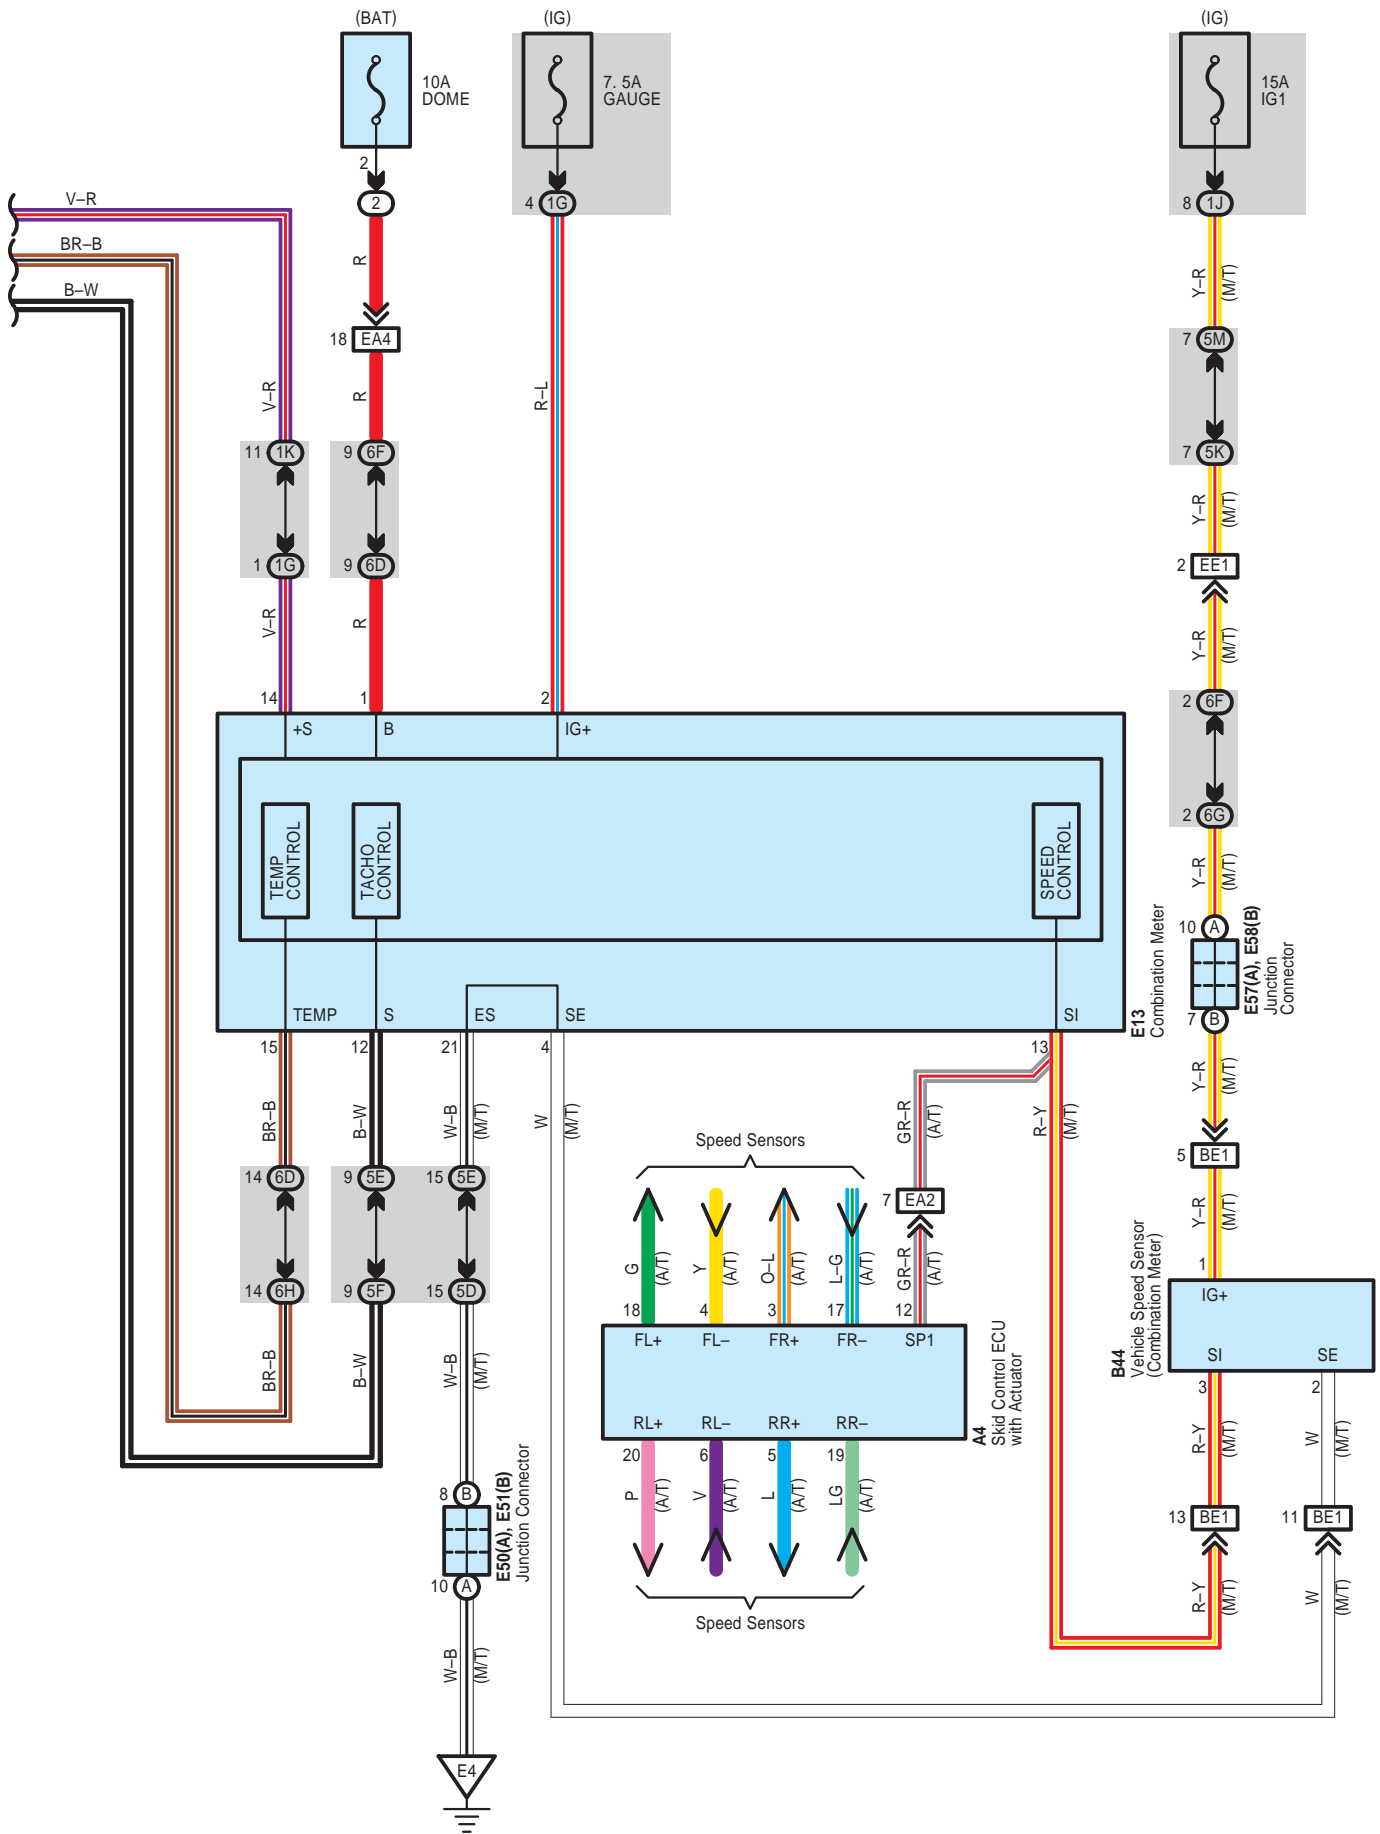 (BAT)
(IG)
(IG)
10A
DOME
7. 5A
GAUGE
15A
IG1
2
2
4 1G
8 1J
V–R
BR–B
B–W
R
Y–R
(M/T)
18 EA4
7 5M
V–R
R
R–L
11 1K
9 6F
7 5K
Y–R
(M/T)
1 1G
9 6D
2 EE1
V–R
R
Y–R
(M/T)
14
1
2
2 6F
+S
B
IG+
2 6G
TEMP
CONTROL
TACHO
CONTROL
SPEED
CONTROL
Y–R
(M/T)
10 A
E57(A), E58(B)
Junction
Connector
7 B
E13
Combination Meter
TEMP
S
ES
SE
SI
15
12
21
4
13
BR–B
B–W
W–B
(M/T)
W
(M/T)
GR–R
(A/T)
R–Y
(M/T)
Y–R
(M/T)
Speed Sensors
5 BE1
14 6D
9 5E
15 5E
7 EA2
Y–R
(M/T)
G
(A/T)
Y
(A/T)
O–L
(A/T)
L–G
(A/T)
GR–R
(A/T)
1
14 6H
9 5F
15 5D
18
4
3
17
12
IG+
FL+
FL–
FR+
FR–
SP1
SI
SE
B44
Vehicle Speed Sensor
(Combination Meter)
BR–B
B–W
W–B
(M/T)
3
2
RL+
RL–
RR+
RR–
A4
Skid Control ECU
with Actuator
20
6
5
19
P
(A/T)
V
(A/T)
L
(A/T)
LG
(A/T)
R–Y
(M/T)
W
(M/T)
8 B
E50(A), E51(B)
Junction Connector
10 A
13 BE1
11 BE1
Speed Sensors
R–Y
(M/T)
W
(M/T)
W–B
(M/T)
E4